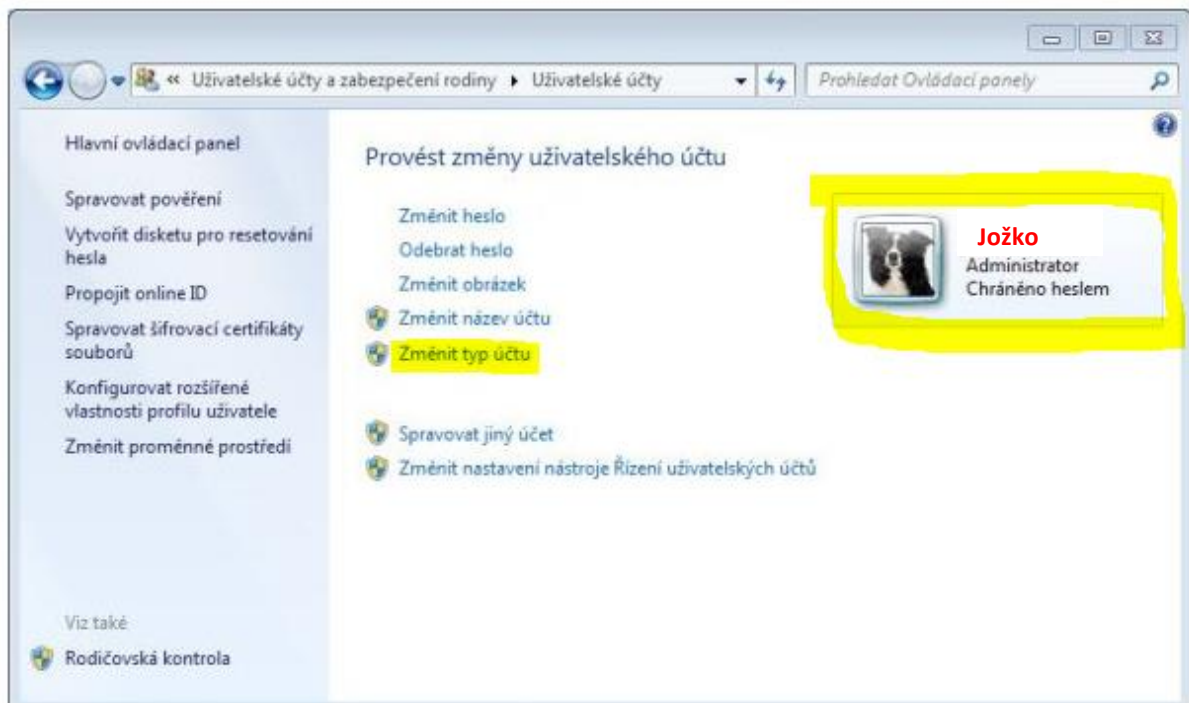 « Uživatelské účty a zabezpečení rodiny ▸ Uživatelské účty
Prohledat Ovládací panely
Hlavní ovládací panel
Spravovat pověření
Vytvořit disketu pro resetování
hesla
Propojit online ID
Spravovat šifrovací certifikáty
souborů
Konfigurovat rozšířené
vlastnosti profilu uživatele
Změnit proměnné prostředí
Viz také
Rodičovská kontrola
Provést změny uživatelského účtu
Změnit heslo
Odebrat heslo
Změnit obrázek
Změnit název účtu
Změnit typ účtu
Spravovat jiný účet
Změnit nastavení nástroje Řízení uživatelských účtů
Jožko
Administrator
Chráněno heslem